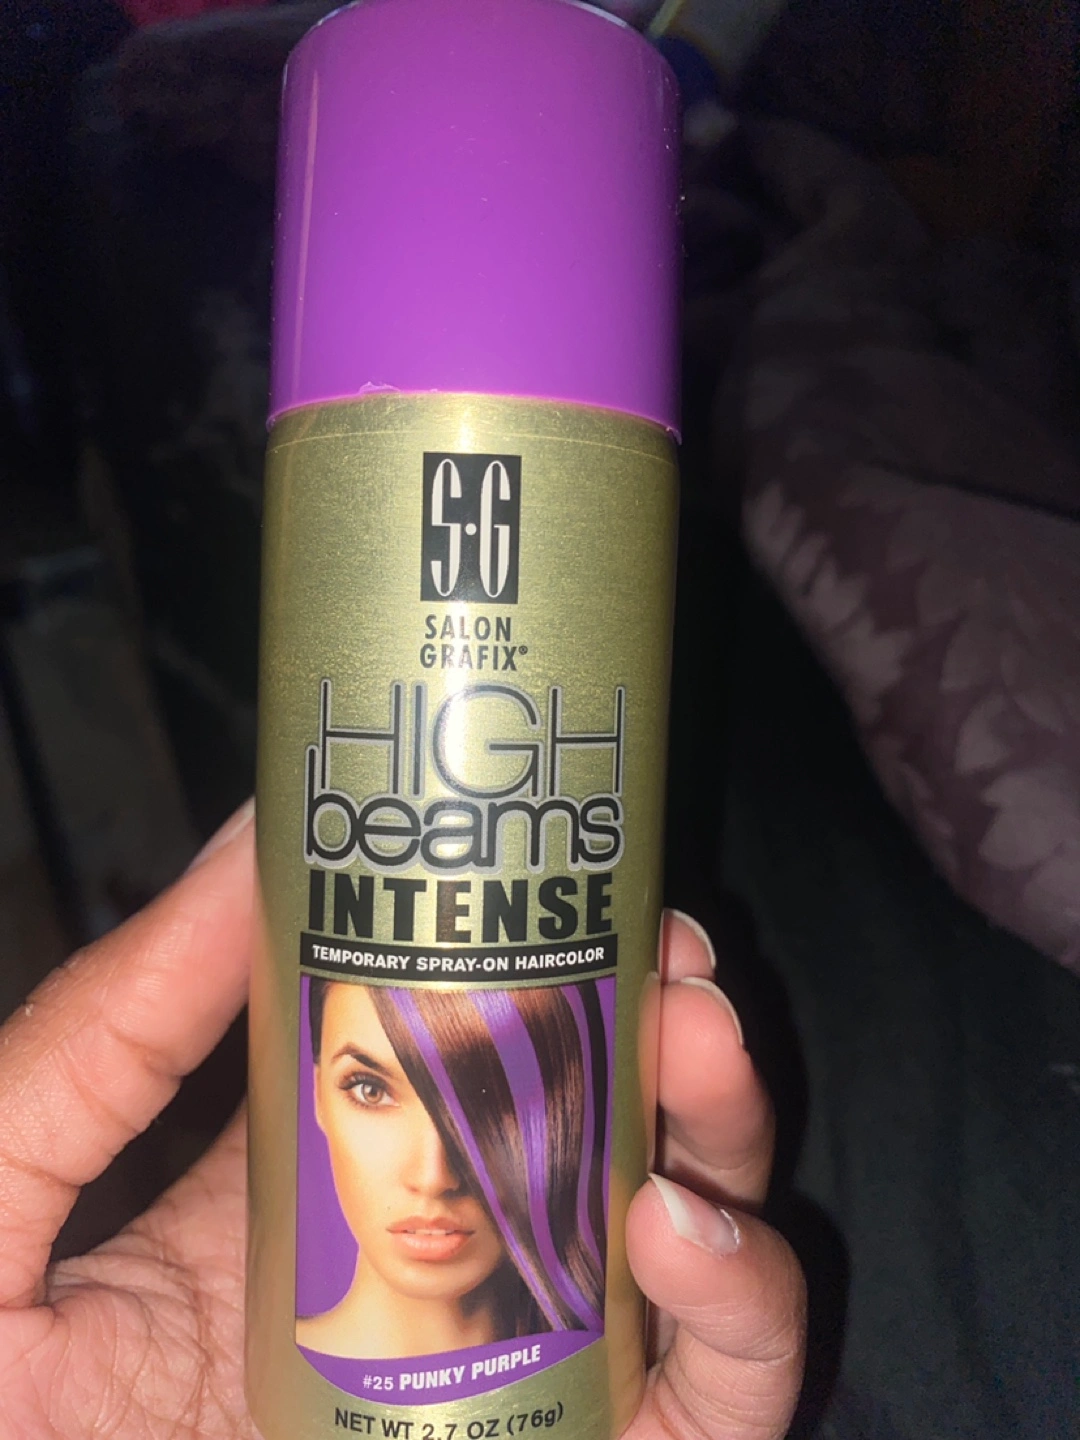 S·G
SALON
GRAFIX®
HIGH
beams
INTENSE
TEMPORARY SPRAY-ON HAIRCOLOR
#25 PUNKY PURPLE
NET WT 2.7 OZ (76g)